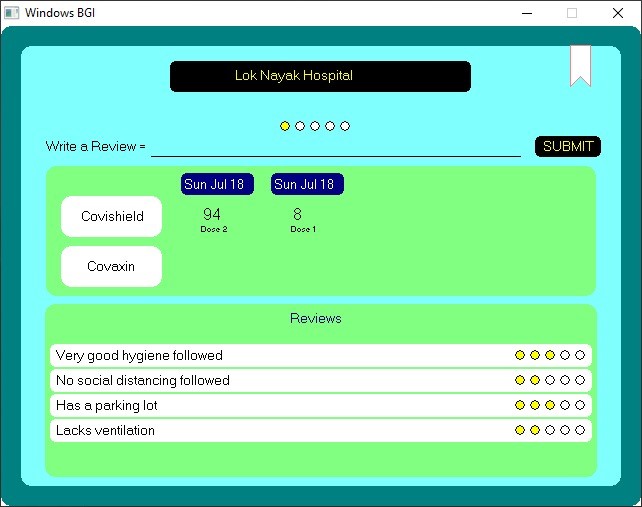 Windows BGI
Lok Nayak Hospital
Write a Review =
SUBMIT
Sun Jul 18 Sun Jul 18
Covishield 94 8
Dose 2 Dose 1
Covaxin
Reviews
Very good hygiene followed
No social distancing followed
Has a parking lot
Lacks ventilation